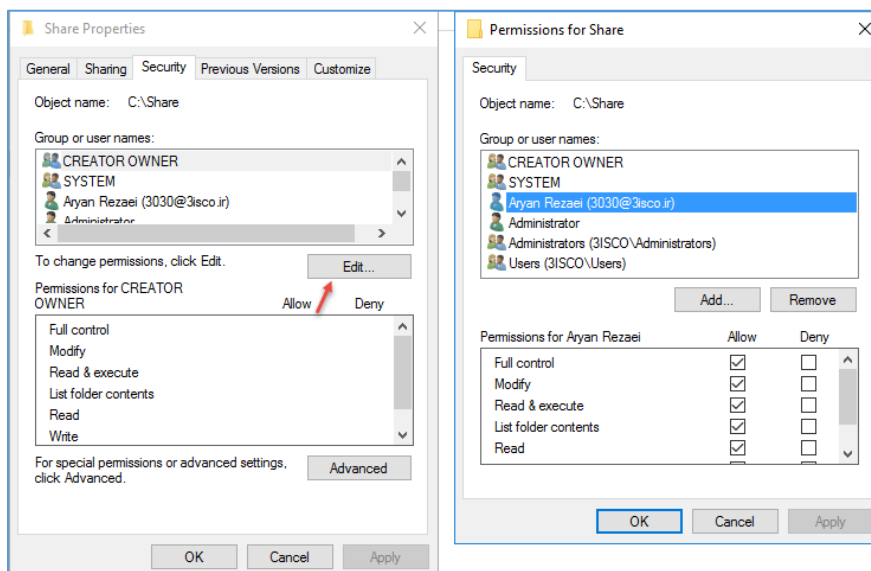 Share Properties
General Sharing Security Previous Versions Customize
Object name: C:\Share
Group or user names:
CREATOR OWNER
SYSTEM
Aryan Rezaei (3030@3isco.ir)
Administrator
To change permissions, click Edit.
Edit...
Permissions for CREATOR
OWNER Allow Deny
Full control
Modify
Read & execute
List folder contents
Read
Write
For special permissions or advanced settings,
click Advanced.
Advanced
OK Cancel Apply
Permissions for Share
Security
Object name: C:\Share
Group or user names:
CREATOR OWNER
SYSTEM
Aryan Rezaei (3030@3isco.ir)
Administrator
Administrators (3ISCO\Administrators)
Users (3ISCO\Users)
Add... Remove
Permissions for Aryan Rezaei Allow Deny
Full control
Modify
Read & execute
List folder contents
Read
OK Cancel Apply